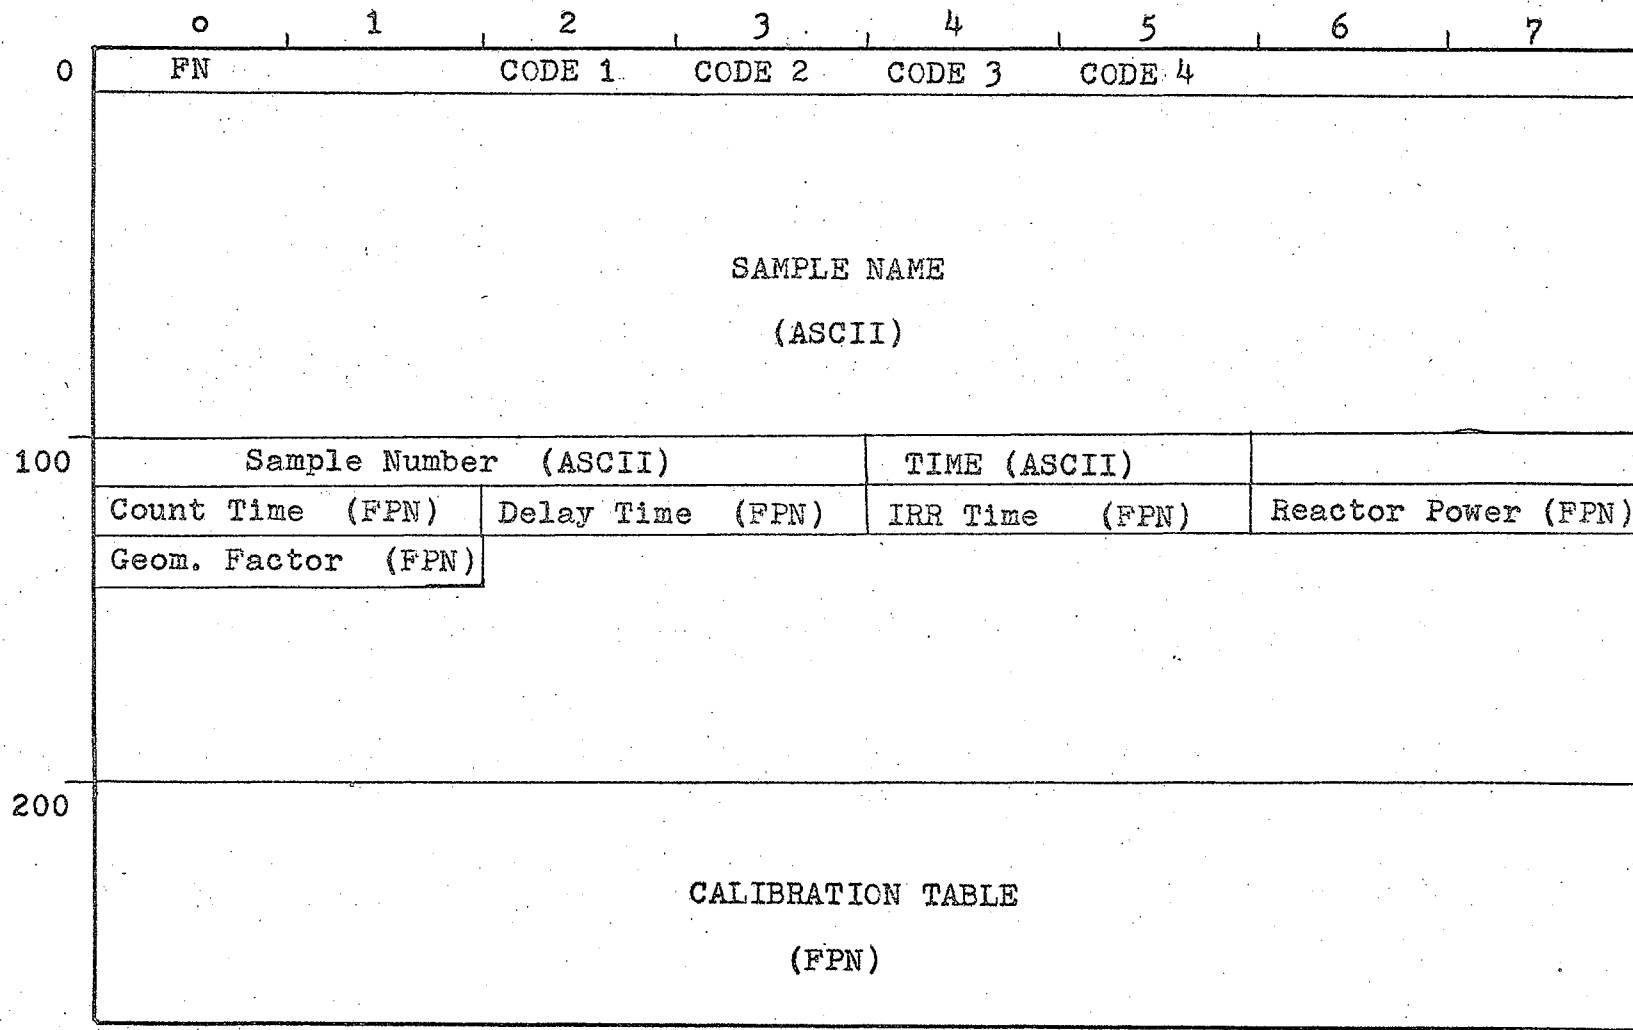 0 1 2 3 4 5 6 7
0 FN CODE 1 CODE 2 CODE 3 CODE 4
SAMPLE NAME
(ASCII)
100 Sample Number (ASCII) TIME (ASCII)
Count Time (FPN) Delay Time (FPN) IRR Time (FPN) Reactor Power (FPN)
Geom. Factor (FPN)
200
CALIBRATION TABLE
(FPN)